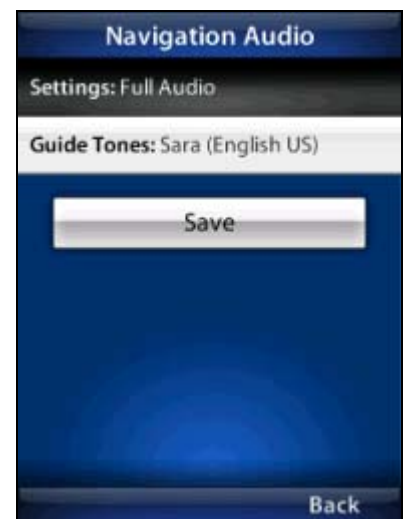 Navigation Audio
Settings: Full Audio
Guide Tones: Sara (English US)
Save
Back